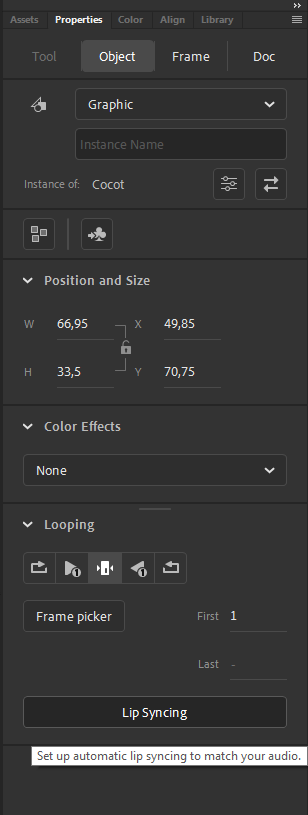 Assets Properties Color Align Library
Tool Object Frame Doc
Graphic
Instance Name
Instance of: Cocot
Position and Size
W 66,95 X 49,85
H 33,5 Y 70,75
Color Effects
None
Looping
1 1
Frame picker First 1
Last -
Lip Syncing
Set up automatic lip syncing to match your audio.